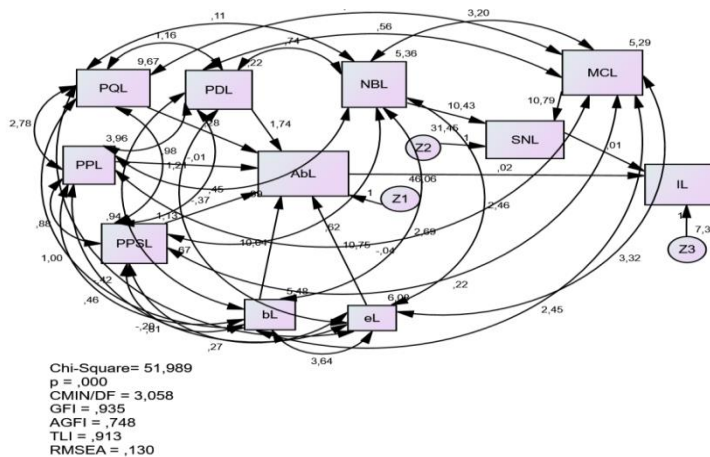 ,11
3,20
1,16
,74
,56
9,67
,22
5,36
5,29
PQL
PDL
NBL
MCL
2,78
3,96
1,74
10,43
10,79
31,45
1
Z2
SNL
,01
,98
-,01
1,21
PPL
,45
AbL
46,06
,02
IL
-,37
1
Z1
,88
,94
1,13
,62
2,46
7,3
PPSL
10,01
10,75
2,69
-,04
Z3
1,00
,67
3,32
,42
,22
,46
5,48
6,00
2,45
bL
eL
-,20
,27
3,64
Chi-Square= 51,989
p = ,000
CMIN/DF = 3,058
GFI = ,935
AGFI = ,748
TLI = ,913
RMSEA = ,130